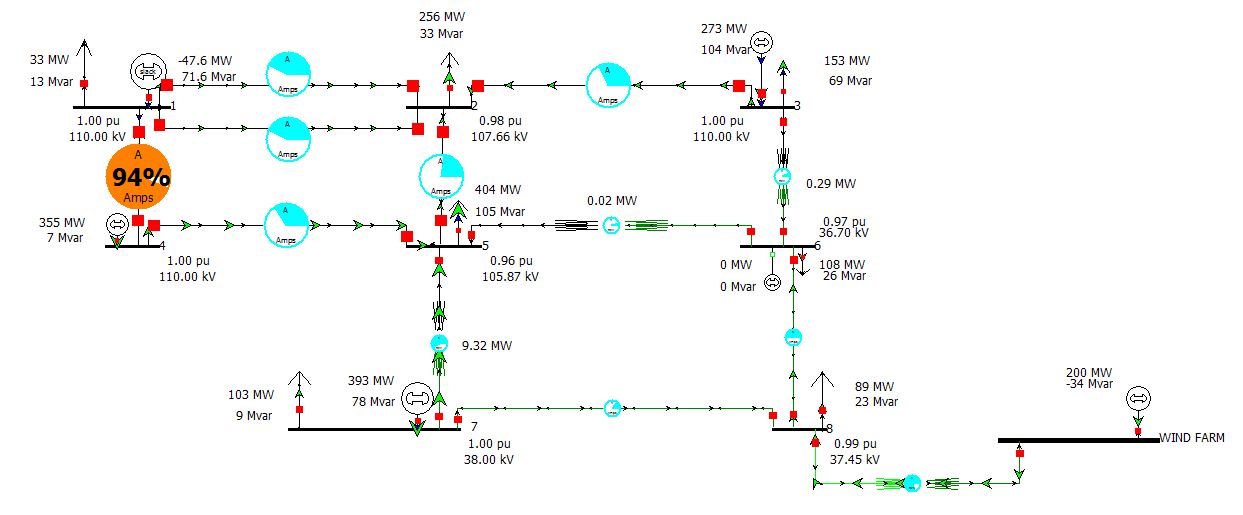 256 MW
33 Mvar
33 MW
13 Mvar
slack
-47.6 MW
71.6 Mvar
A
Amps
A
Amps
273 MW
104 Mvar
153 MW
69 Mvar
1
2
3
1.00 pu
110.00 kV
0.98 pu
107.66 kV
1.00 pu
110.00 kV
A
Amps
A
94%
Amps
A
Amps
404 MW
105 Mvar
0.29 MW
0.02 MW
355 MW
7 Mvar
A
Amps
0.97 pu
36.70 kV
4
5
6
1.00 pu
110.00 kV
0.96 pu
105.87 kV
0 MW
0 Mvar
108 MW
26 Mvar
9.32 MW
103 MW
9 Mvar
393 MW
78 Mvar
89 MW
23 Mvar
200 MW
-34 Mvar
7
8
1.00 pu
38.00 kV
0.99 pu
37.45 kV
WIND FARM